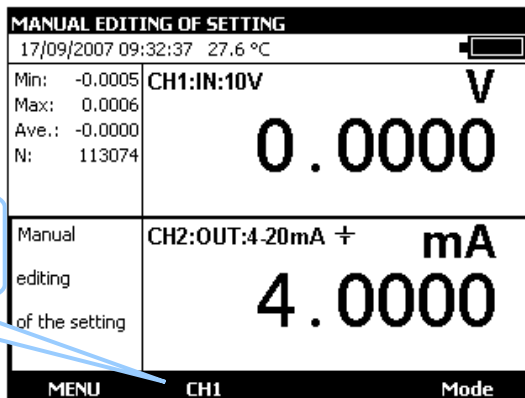 MANUAL EDITING OF SETTING
17/09/2007 09:32:37 27.6 °C
Min: -0.0005
Max: 0.0006
Ave.: -0.0000
N: 113074
CH1:IN:10V
V
0.0000
Manual
editing
of the setting
CH2:OUT:4-20mA
mA
4.0000
MENU CH1 Mode